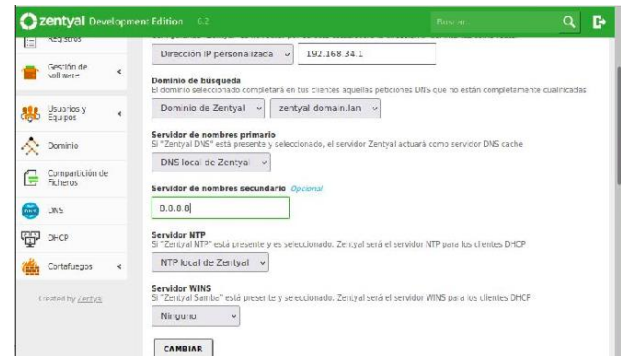 zentyal Development Edition 6.2
Buscar...
Registros
Dirección IP personalizada 192.168.34.1
Gestión de
software
Dominio de búsqueda
El dominio seleccionado completará en tus clientes aquellas peticiones DNS que no están completamente cualificadas
Usuarios y
Equipos
Dominio de Zentyal zentyal domain.lan
Dominio
Servidor de nombres primario
Si "Zentyal DNS" está presente y seleccionado, el servidor Zentyal actuará como servidor DNS cache
DNS local de Zentyal
Compartición de
Ficheros
Servidor de nombres secundario Opcional
DNS
8.8.8.8
DHCP
Servidor NTP
Si "Zentyal NTP" está presente y es seleccionado, Zentyal será el servidor NTP para los clientes DHCP
NTP local de Zentyal
Cortafuegos
Servidor WINS
Si "Zentyal Samba" está presente y seleccionado, Zentyal será el servidor WINS para los clientes DHCP
Created by Zentyal
Ninguno
CAMBIAR